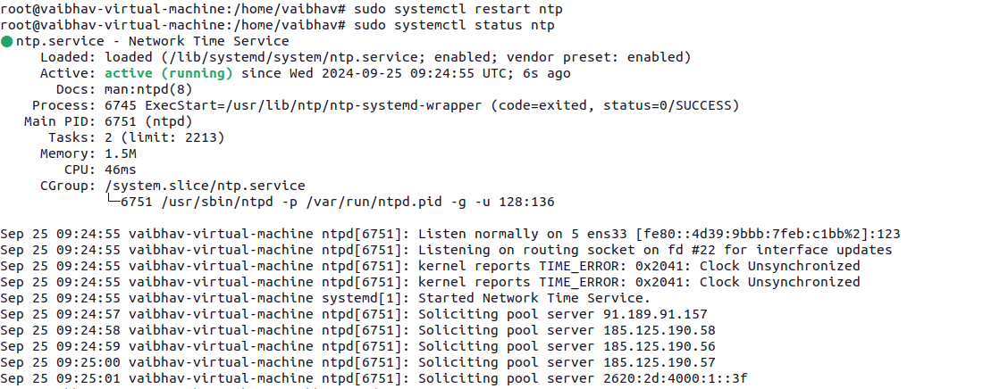 root@vaibhav-virtual-machine:/home/vaibhav# sudo systemctl restart ntp
root@vaibhav-virtual-machine:/home/vaibhav# sudo systemctl status ntp
● ntp.service - Network Time Service
     Loaded: loaded (/lib/systemd/system/ntp.service; enabled; vendor preset: enabled)
     Active: active (running) since Wed 2024-09-25 09:24:55 UTC; 6s ago
       Docs: man:ntpd(8)
    Process: 6745 ExecStart=/usr/lib/ntp/ntp-systemd-wrapper (code=exited, status=0/SUCCESS)
   Main PID: 6751 (ntpd)
      Tasks: 2 (limit: 2213)
     Memory: 1.5M
        CPU: 46ms
     CGroup: /system.slice/ntp.service
             └─6751 /usr/sbin/ntpd -p /var/run/ntpd.pid -g -u 128:136

Sep 25 09:24:55 vaibhav-virtual-machine ntpd[6751]: Listen normally on 5 ens33 [fe80::4d39:9bbb:7feb:c1bb%2]:123
Sep 25 09:24:55 vaibhav-virtual-machine ntpd[6751]: Listening on routing socket on fd #22 for interface updates
Sep 25 09:24:55 vaibhav-virtual-machine ntpd[6751]: kernel reports TIME_ERROR: 0x2041: Clock Unsynchronized
Sep 25 09:24:55 vaibhav-virtual-machine ntpd[6751]: kernel reports TIME_ERROR: 0x2041: Clock Unsynchronized
Sep 25 09:24:55 vaibhav-virtual-machine systemd[1]: Started Network Time Service.
Sep 25 09:24:57 vaibhav-virtual-machine ntpd[6751]: Soliciting pool server 91.189.91.157
Sep 25 09:24:58 vaibhav-virtual-machine ntpd[6751]: Soliciting pool server 185.125.190.58
Sep 25 09:24:59 vaibhav-virtual-machine ntpd[6751]: Soliciting pool server 185.125.190.56
Sep 25 09:25:00 vaibhav-virtual-machine ntpd[6751]: Soliciting pool server 185.125.190.57
Sep 25 09:25:01 vaibhav-virtual-machine ntpd[6751]: Soliciting pool server 2620:2d:4000:1::3f